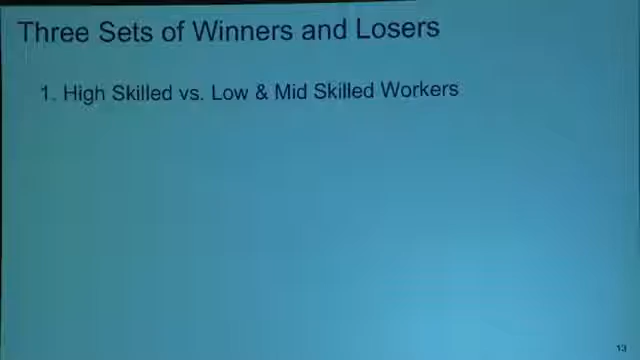 Three Sets of Winners and Losers
1. High Skilled vs. Low & Mid Skilled Workers
13